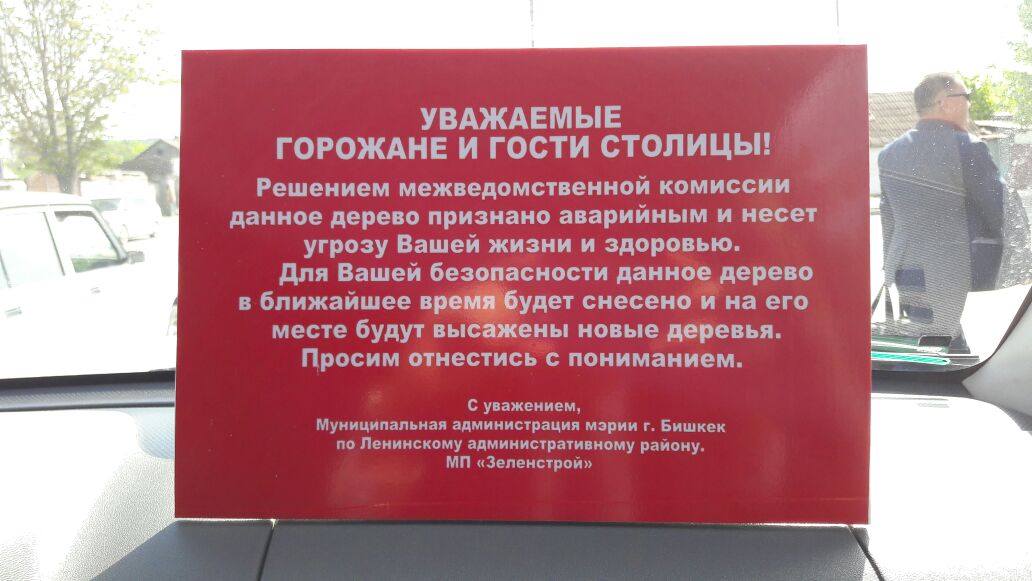 УВАЖАЕМЫЕ
ГОРОЖАНЕ И ГОСТИ СТОЛИЦЫ!
Решением межведомственной комиссии
данное дерево признано аварийным и несет
угрозу Вашей жизни и здоровью.
Для Вашей безопасности данное дерево
в ближайшее время будет снесено и на его
месте будут высажены новые деревья.
Просим отнестись с пониманием.
С уважением,
Муниципальная администрация мэрии г. Бишкек
по Ленинскому административному району.
МП «Зеленстрой»